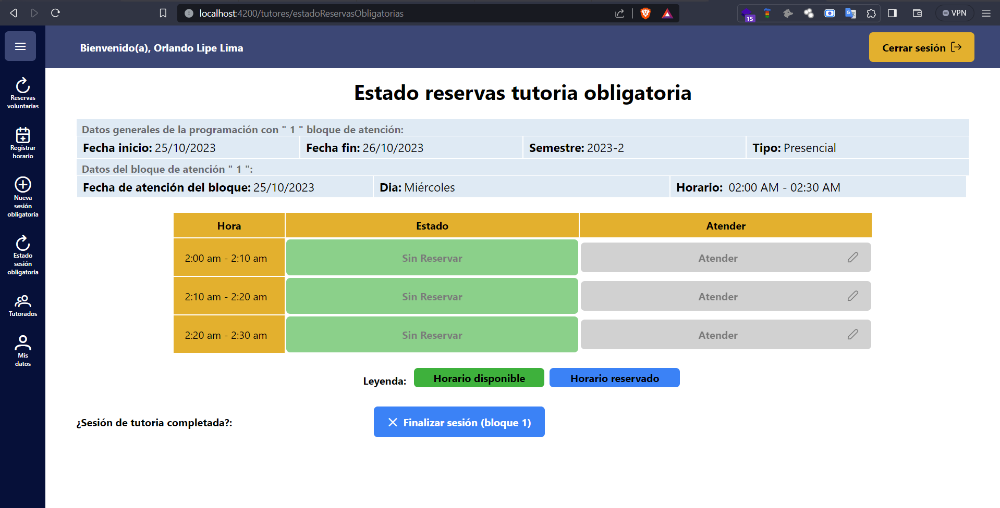 localhost:4200/tutores/estadoReservasObligatorias
15
VPN
Bienvenido(a), Orlando Lipe Lima
Cerrar sesión
Reservas
voluntarias
Registrar
horario
Nueva
sesión
obligatoria
Estado
sesión
obligatoria
Tutorados
Mis
datos
Estado reservas tutoria obligatoria
Datos generales de la programación con " 1 " bloque de atención:
Fecha inicio: 25/10/2023 Fecha fin: 26/10/2023 Semestre: 2023-2 Tipo: Presencial
Datos del bloque de atención " 1 ":
Fecha de atención del bloque: 25/10/2023 Dia: Miércoles Horario: 02:00 AM - 02:30 AM
Hora Estado Atender
2:00 am - 2:10 am Sin Reservar Atender
2:10 am - 2:20 am Sin Reservar Atender
2:20 am - 2:30 am Sin Reservar Atender
Leyenda: Horario disponible Horario reservado
¿Sesión de tutoria completada?: Finalizar sesión (bloque 1)